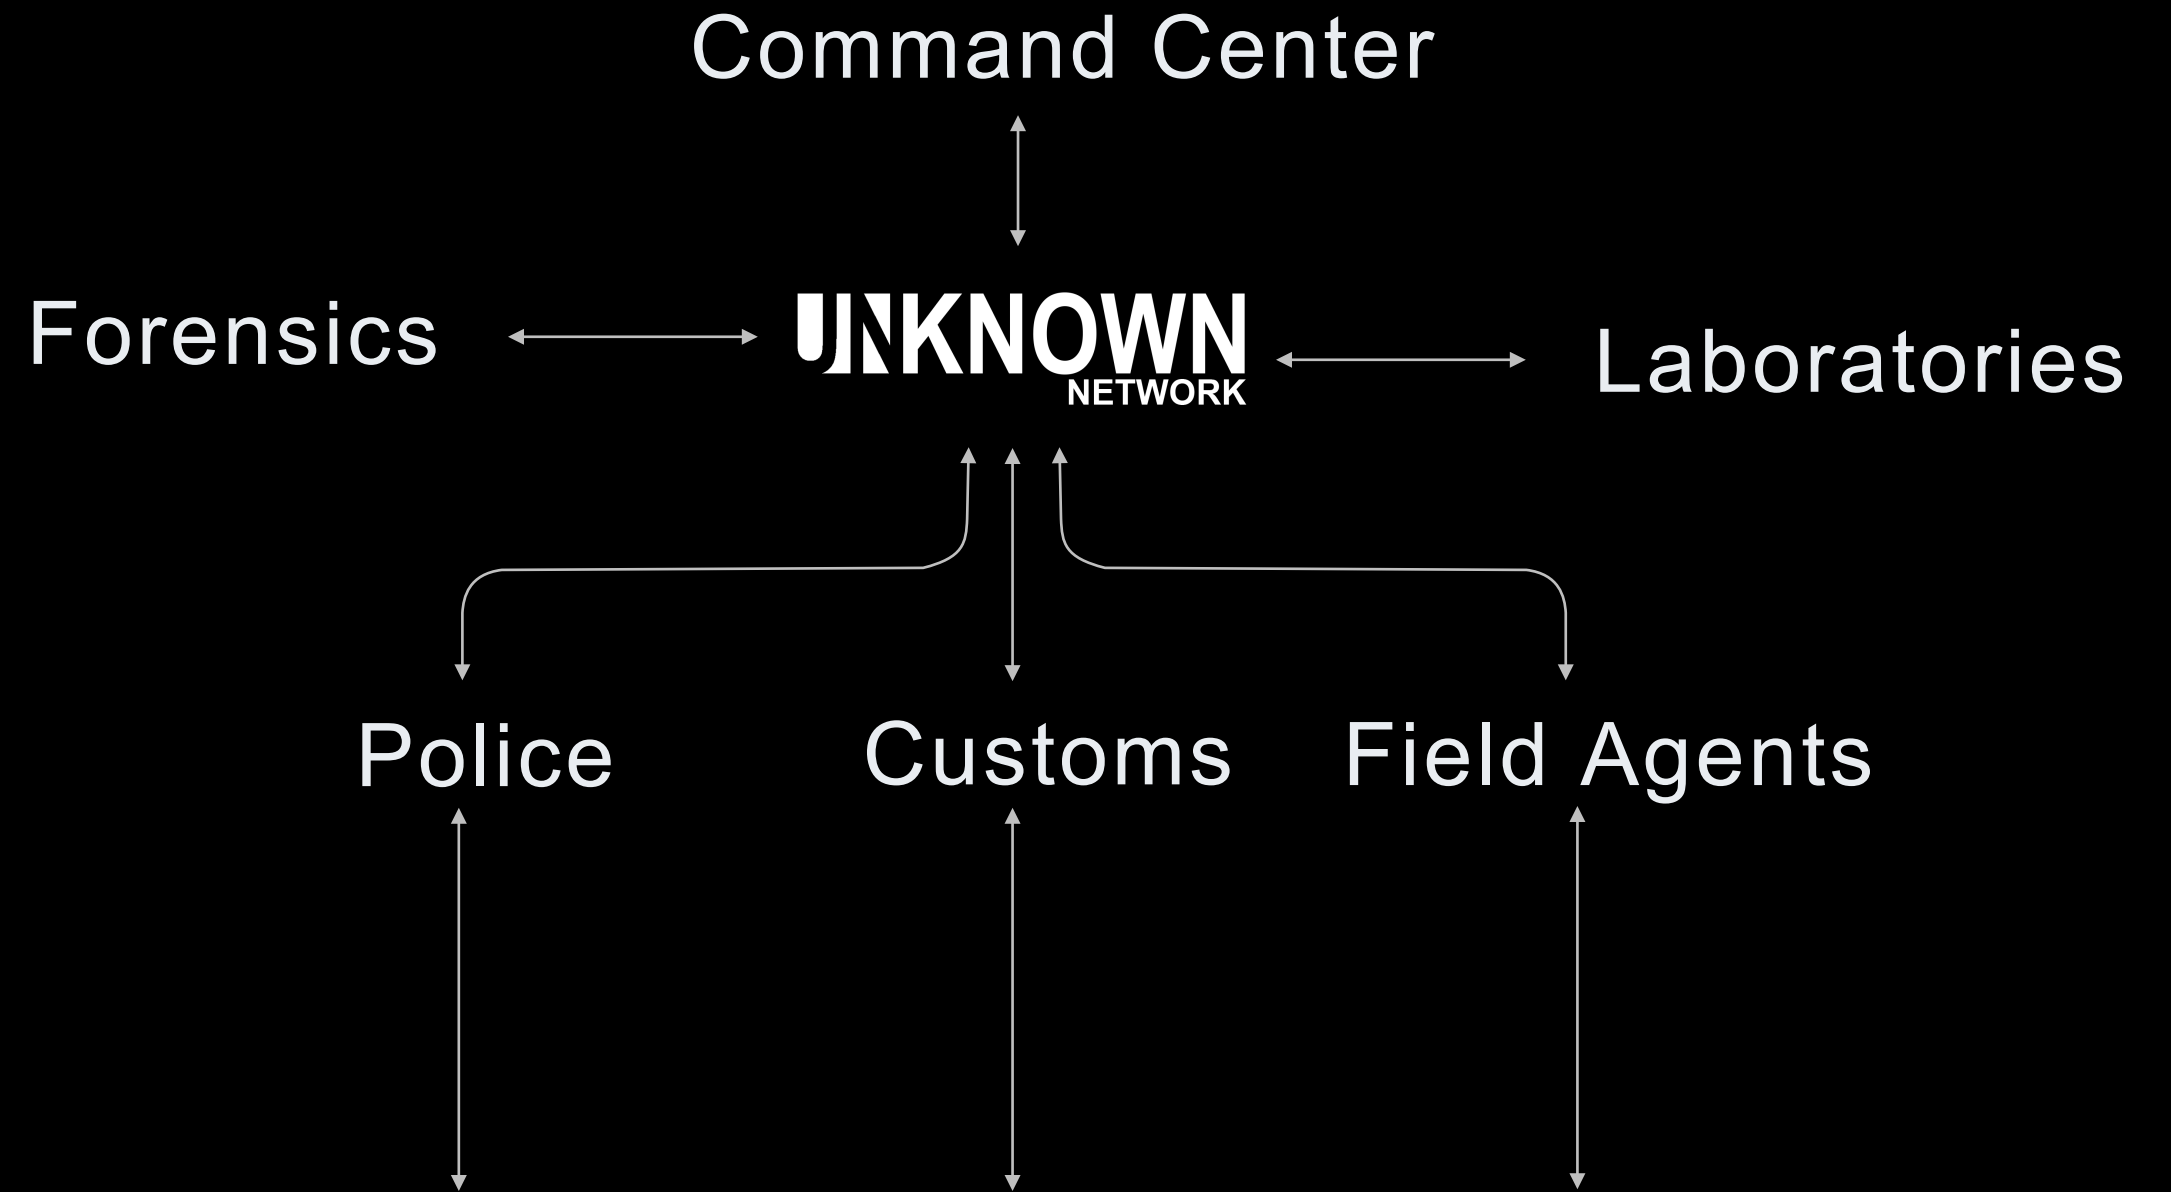 Command Center
Forensics
UNKNOWN
NETWORK
Laboratories
Police
Customs
Field Agents